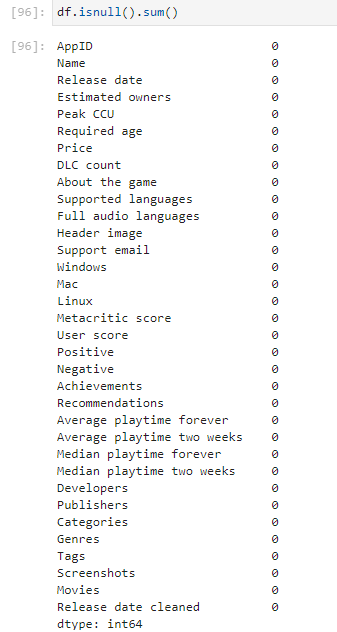 [96]: df.isnull().sum()
[96]: AppID 0
Name 0
Release date 0
Estimated owners 0
Peak CCU 0
Required age 0
Price 0
DLC count 0
About the game 0
Supported languages 0
Full audio languages 0
Header image 0
Support email 0
Windows 0
Mac 0
Linux 0
Metacritic score 0
User score 0
Positive 0
Negative 0
Achievements 0
Recommendations 0
Average playtime forever 0
Average playtime two weeks 0
Median playtime forever 0
Median playtime two weeks 0
Developers 0
Publishers 0
Categories 0
Genres 0
Tags 0
Screenshots 0
Movies 0
Release date cleaned 0
dtype: int64